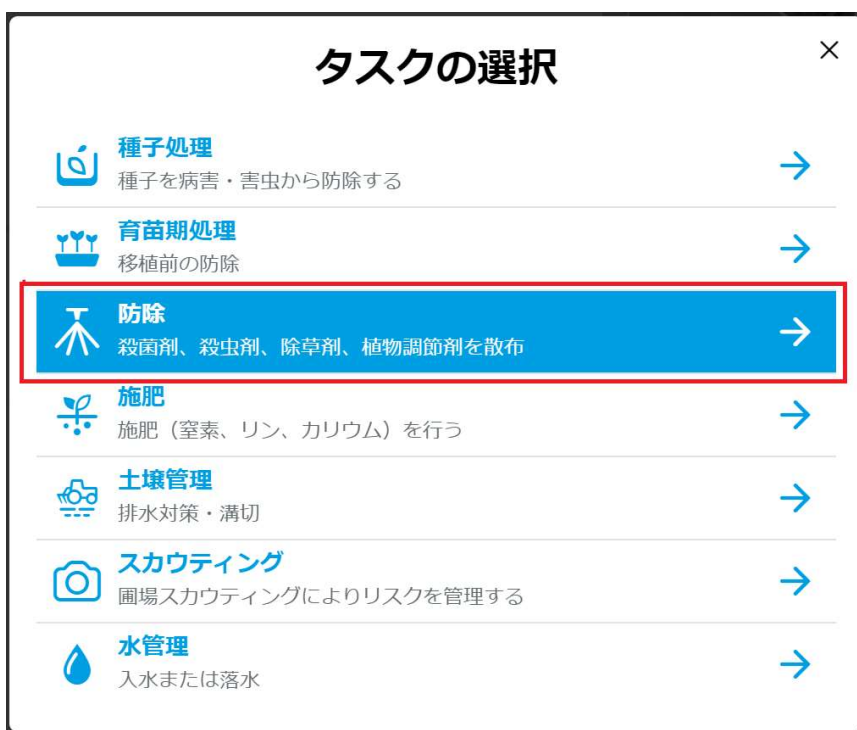 タスクの選択
種子処理
種子を病害・害虫から防除する
育苗期処理
移植前の防除
防除
殺菌剤、殺虫剤、除草剤、植物調節剤を散布
施肥
施肥（窒素、リン、カリウム）を行う
土壌管理
排水対策・溝切
スカウティング
圃場スカウティングによりリスクを管理する
水管理
入水または落水